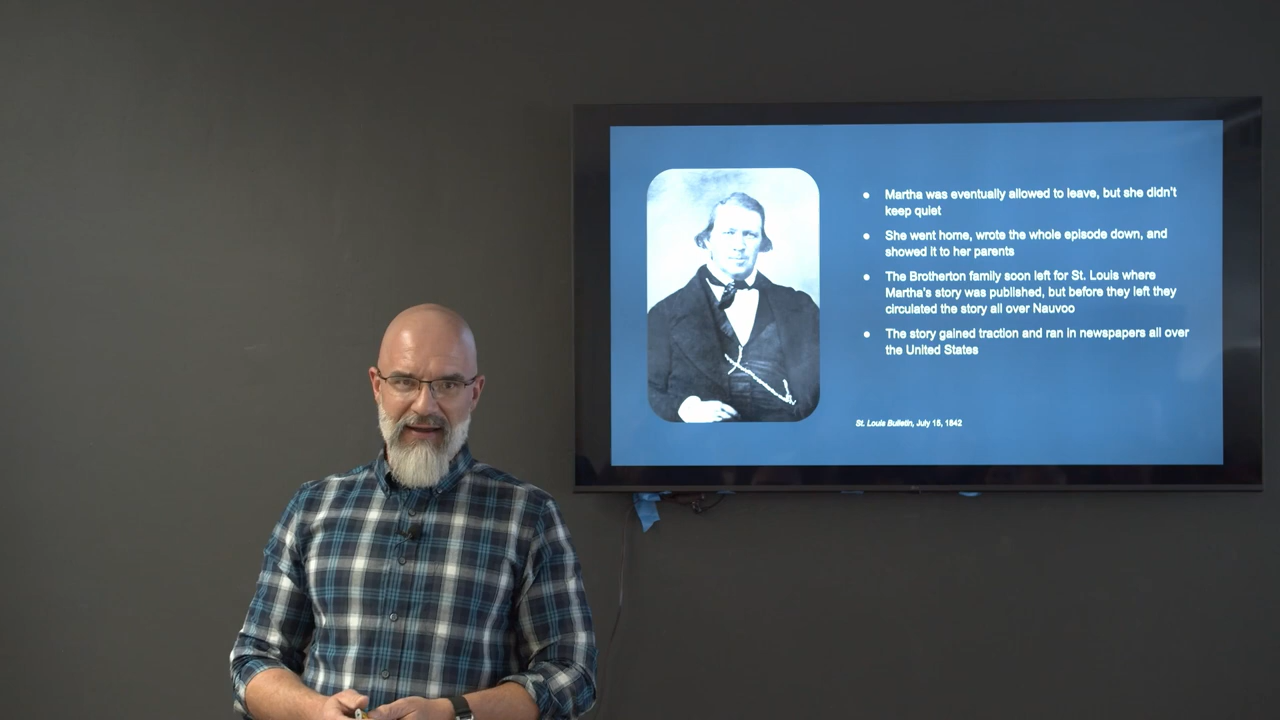 ● Martha was eventually allowed to leave, but she didn't
keep quiet
● She went home, wrote the whole episode down, and
showed it to her parents
● The Brotherton family soon left for St. Louis where
Martha's story was published, but before they left they
circulated the story all over Nauvoo
● The story gained traction and ran in newspapers all over
the United States
St. Louis Bulletin, July 15, 1842